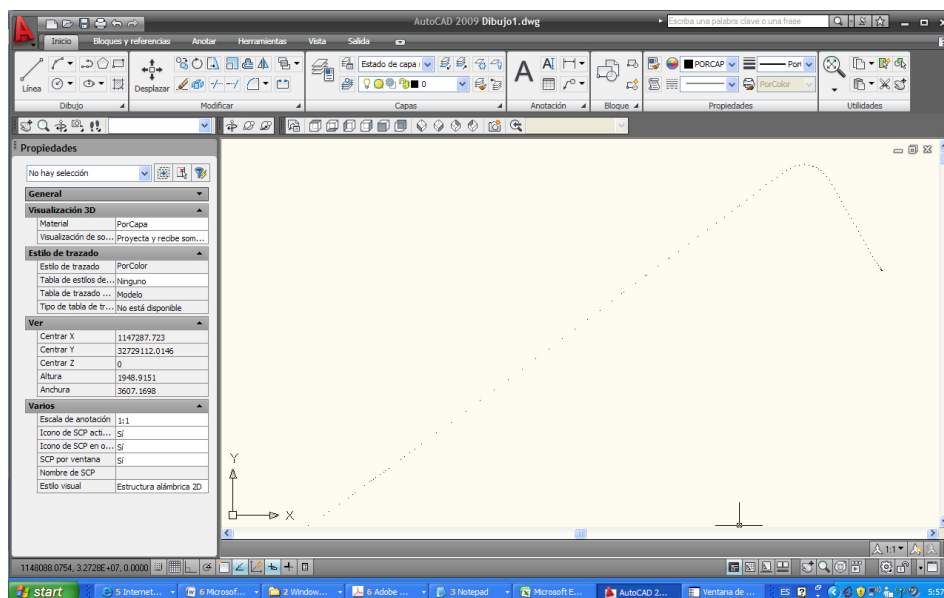 AutoCAD 2009 Dibujo1.dwg
Escriba una palabra clave o una frase
Inicio Bloques y referencias Anotar Herramientas Vista Salida
Línea
Desplazar
Estado de capa
0
A
PORCAP
Por
PorColor
Dibujo Modificar Capas Anotación Bloque Propiedades Utilidades
Propiedades
No hay selección
General
Visualización 3D
Material PorCapa
Visualización de so... Proyecta y recibe som...
Estilo de trazado
Estilo de trazado PorColor
Tabla de estilos de... Ninguno
Tabla de trazado ... Modelo
Tipo de tabla de tr... No está disponible
Ver
Centrar X 1147287.723
Centrar Y 32729112.0146
Centrar Z 0
Altura 1948.9151
Anchura 3607.1698
Varios
Escala de anotación 1:1
Icono de SCP acti... Sí
Icono de SCP en o... Sí
SCP por ventana Sí
Nombre de SCP
Estilo visual Estructura alámbrica 2D
Y
X
1:1
1148088.0754, 3.2728E+07, 0.0000
start 5 Internet... 6 Microsof... 2 Window... 6 Adobe ... 3 Notepad Microsoft E... AutoCAD 2... Ventana de ... ES 5:57